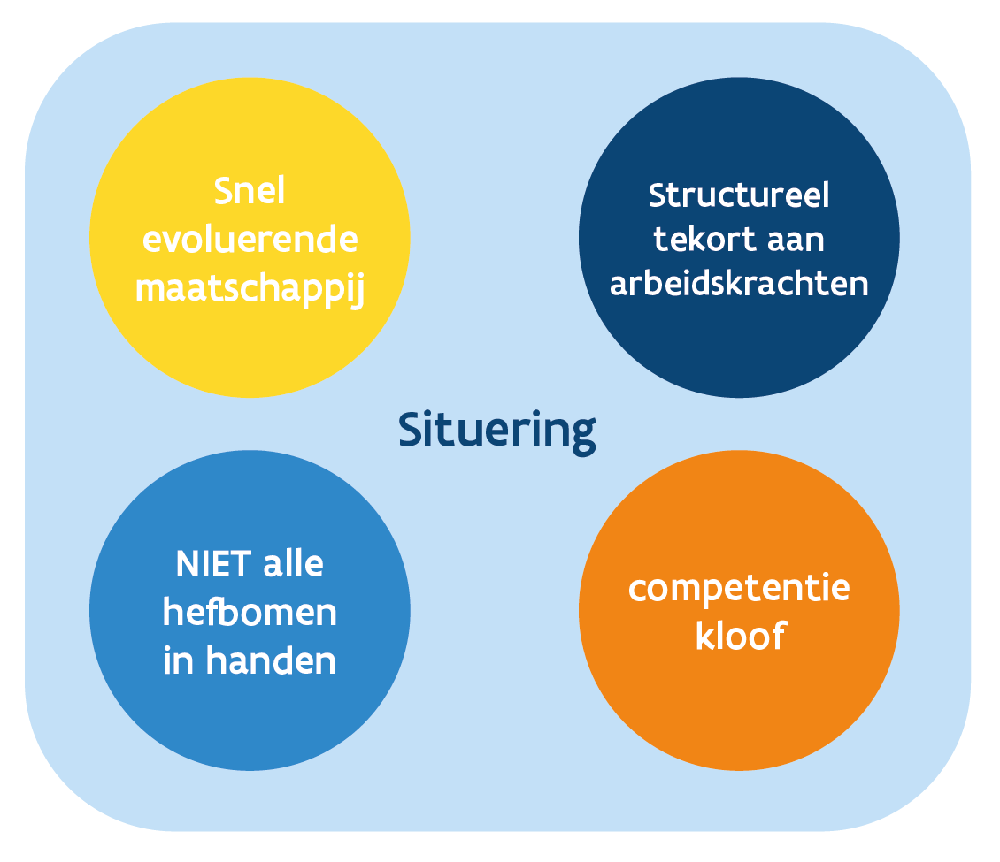 Snel
evoluerende
maatschappij
Structureel
tekort aan
arbeidskrachten
Situering
NIET alle
hefbomen
in handen
competentie
kloof